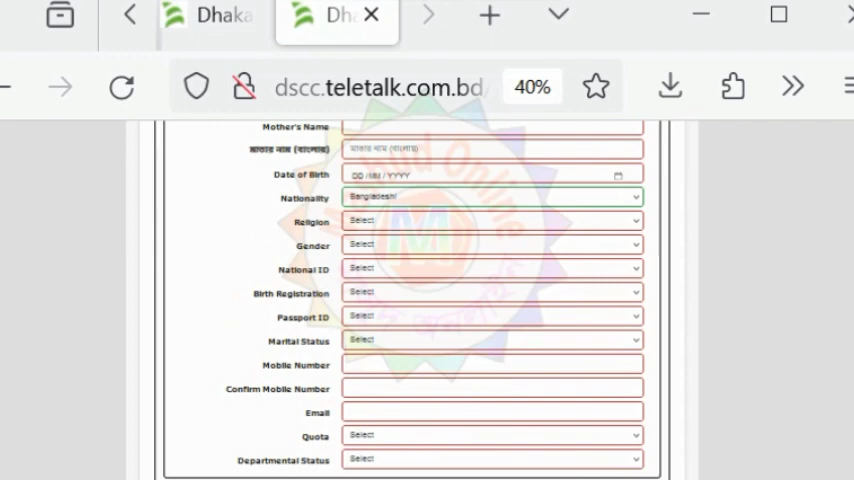 Dhaka Dha
dscc.teletalk.com.bd/ 40%
Mother's Name
মাতার নাম (বাংলায়) মাতার নাম (বাংলায়)
Date of Birth DD/MM/YYYY
Nationality Bangladeshi
Religion Select
Gender Select
National ID Select
Birth Registration Select
Passport ID Select
Marital Status Select
Mobile Number
Confirm Mobile Number
Email
Quota Select
Departmental Status Select